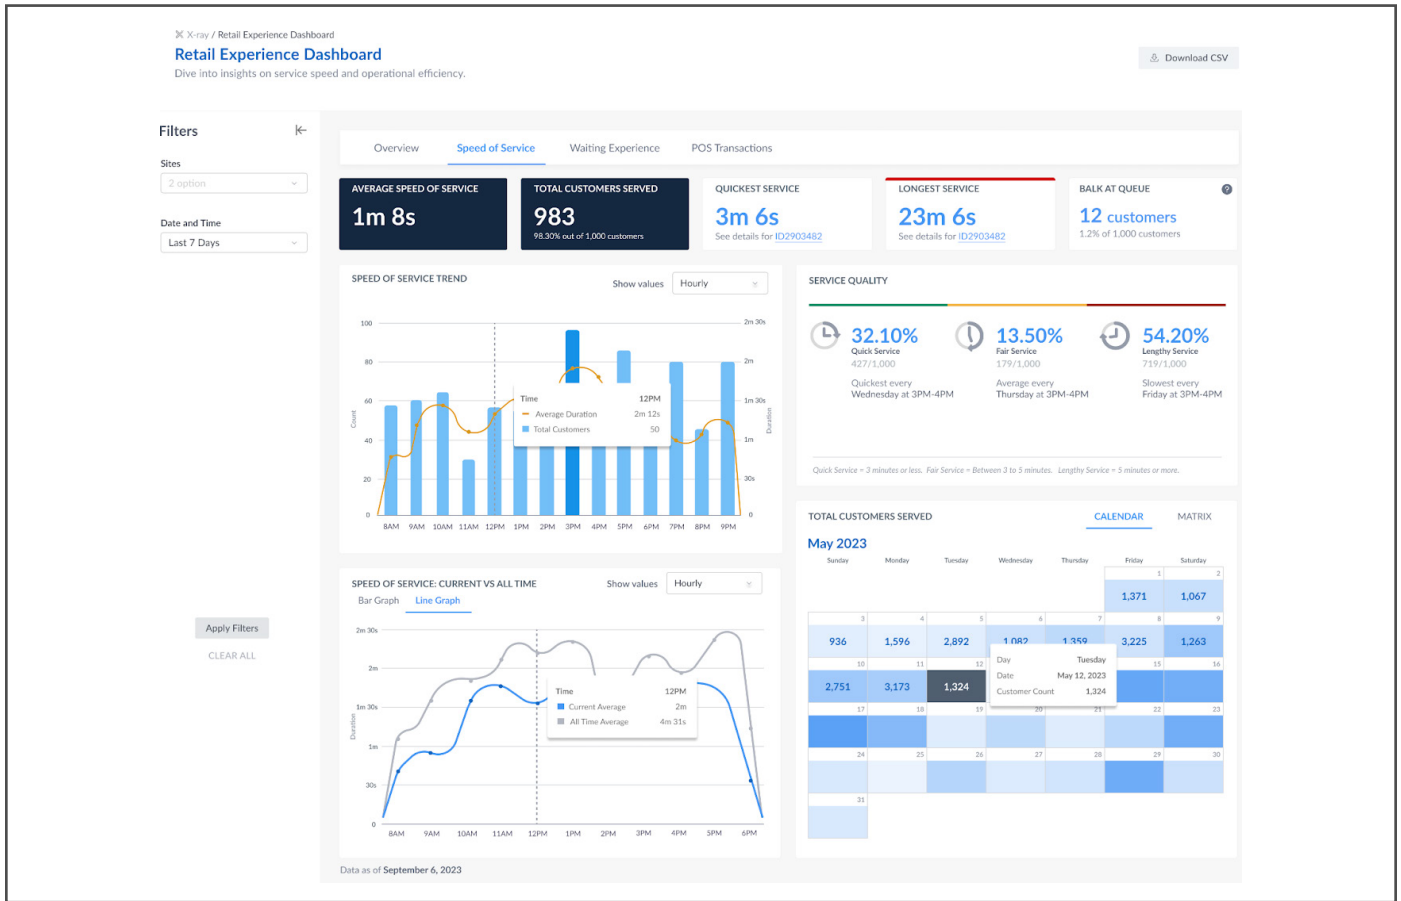 X-ray / Retail Experience Dashboard
Retail Experience Dashboard
Dive into insights on service speed and operational efficiency.
Download CSV
Filters
Sites
2 option
Date and Time
Last 7 Days
Apply Filters
CLEAR ALL
Overview Speed of Service Waiting Experience POS Transactions
AVERAGE SPEED OF SERVICE
1m 8s
TOTAL CUSTOMERS SERVED
983
98.30% out of 1,000 customers
QUICKEST SERVICE
3m 6s
See details for ID2903482
LONGEST SERVICE
23m 6s
See details for ID2903482
BALK AT QUEUE
?
12 customers
1.2% of 1,000 customers
SPEED OF SERVICE TREND
Show values Hourly
100
80
60
40
20
0
Count
2m 30s
2m
1m 30s
1m
30s
0
Duration
Time 12PM
Average Duration 2m 12s
Total Customers 50
8AM 9AM 10AM 11AM 12PM 1PM 2PM 3PM 4PM 5PM 6PM 7PM 8PM 9PM
SERVICE QUALITY
32.10%
Quick Service
427/1,000
Quickest every
Wednesday at 3PM-4PM
13.50%
Fair Service
179/1,000
Average every
Thursday at 3PM-4PM
54.20%
Lengthy Service
719/1,000
Slowest every
Friday at 3PM-4PM
Quick Service = 3 minutes or less. Fair Service = Between 3 to 5 minutes. Lengthy Service = 5 minutes or more.
SPEED OF SERVICE: CURRENT VS ALL TIME
Show values Hourly
Bar Graph Line Graph
2m 30s
2m
1m 30s
1m
30s
0
Duration
Time 12PM
Current Average 2m
All Time Average 4m 31s
8AM 9AM 10AM 11AM 12PM 1PM 2PM 3PM 4PM 5PM 6PM
TOTAL CUSTOMERS SERVED
CALENDAR MATRIX
May 2023
Sunday Monday Tuesday Wednesday Thursday Friday Saturday
1 2
1,371 1,067
3 4 5 6 7 8 9
936 1,596 2,892 1,082 1,359 3,225 1,263
10 11 12 15 16
2,751 3,173 1,324
Day Tuesday
Date May 12, 2023
Customer Count 1,324
17 18 19 20 21 22 23
24 25 26 27 28 29 30
31
Data as of September 6, 2023